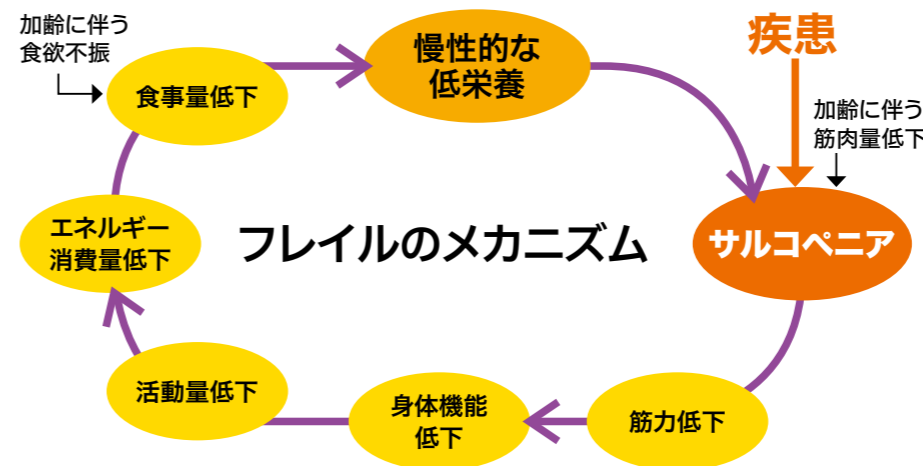 加齢に伴う
食欲不振
食事量低下
慢性的な
低栄養
疾患
加齢に伴う
筋肉量低下
サルコペニア
フレイルのメカニズム
エネルギー
消費量低下
活動量低下
身体機能
低下
筋力低下